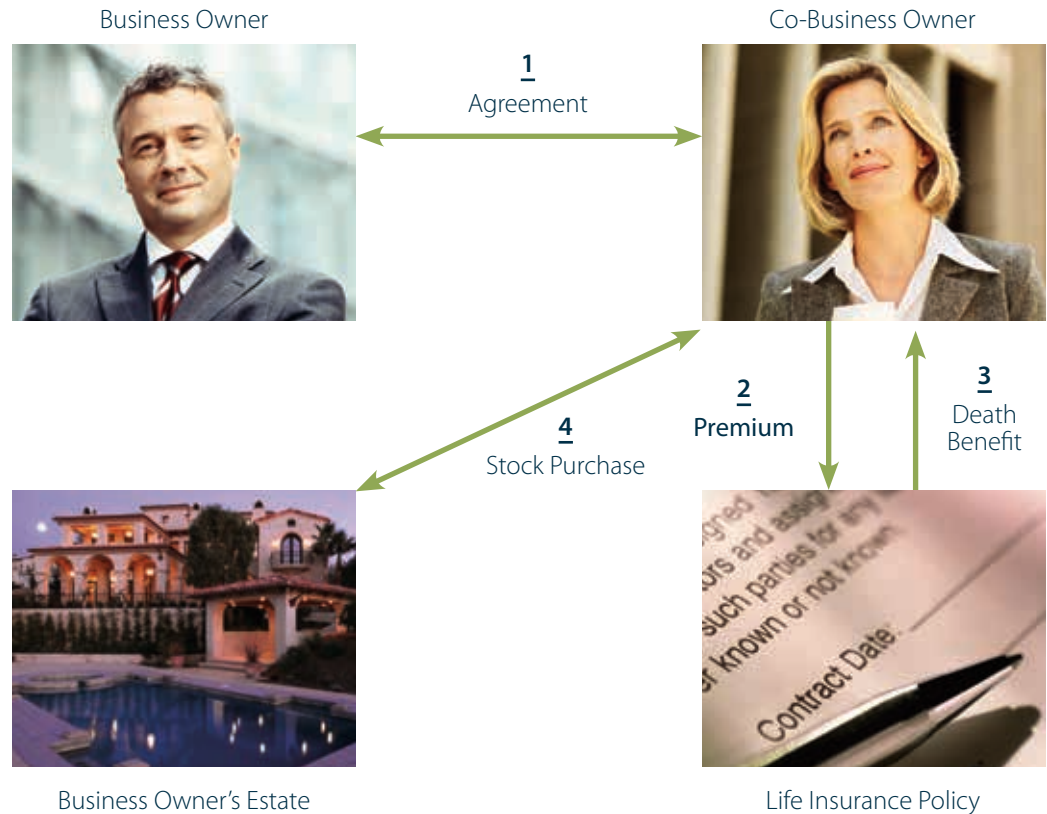 Business Owner
Co-Business Owner
1
Agreement
2
Premium
3
Death
Benefit
4
Stock Purchase
such parties for any
known or not known
Contract Date:
Business Owner’s Estate
Life Insurance Policy